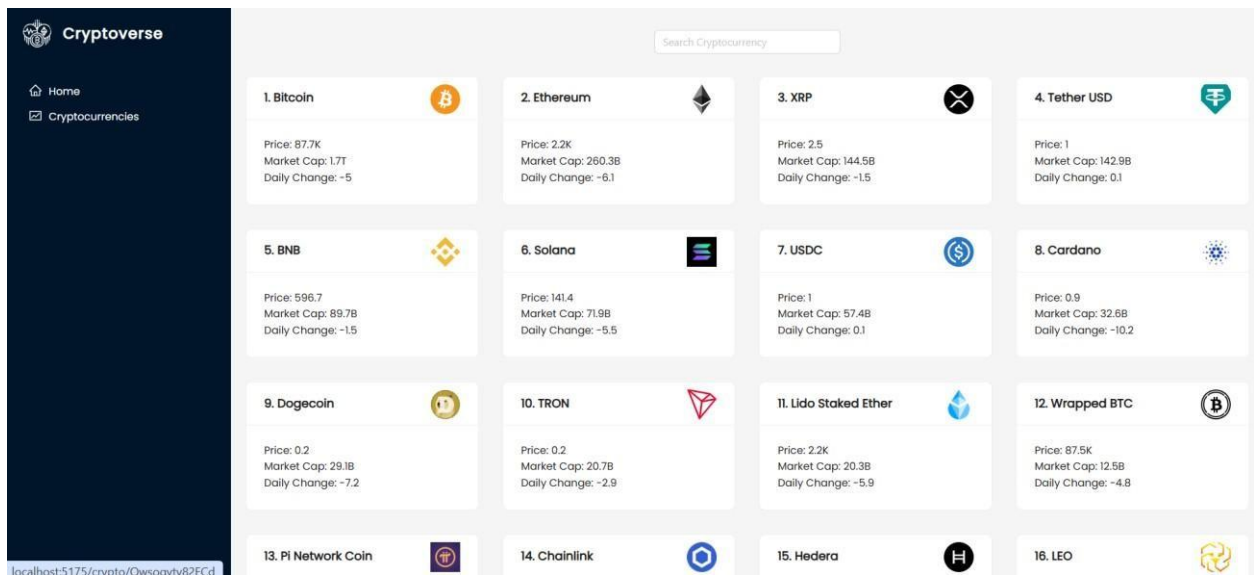 Cryptoverse
Home
Cryptocurrencies
Search Cryptocurrency
1. Bitcoin
Price: 87.7K
Market Cap: 1.7T
Daily Change: -5
2. Ethereum
Price: 2.2K
Market Cap: 260.3B
Daily Change: -6.1
3. XRP
Price: 2.5
Market Cap: 144.5B
Daily Change: -1.5
4. Tether USD
Price: 1
Market Cap: 142.9B
Daily Change: 0.1
5. BNB
Price: 596.7
Market Cap: 89.7B
Daily Change: -1.5
6. Solana
Price: 141.4
Market Cap: 71.9B
Daily Change: -5.5
7. USDC
Price: 1
Market Cap: 57.4B
Daily Change: 0.1
8. Cardano
Price: 0.9
Market Cap: 32.6B
Daily Change: -10.2
9. Dogecoin
Price: 0.2
Market Cap: 29.1B
Daily Change: -7.2
10. TRON
Price: 0.2
Market Cap: 20.7B
Daily Change: -2.9
11. Lido Staked Ether
Price: 2.2K
Market Cap: 20.3B
Daily Change: -5.9
12. Wrapped BTC
Price: 87.5K
Market Cap: 12.5B
Daily Change: -4.8
13. Pi Network Coin
14. Chainlink
15. Hedera
16. LEO